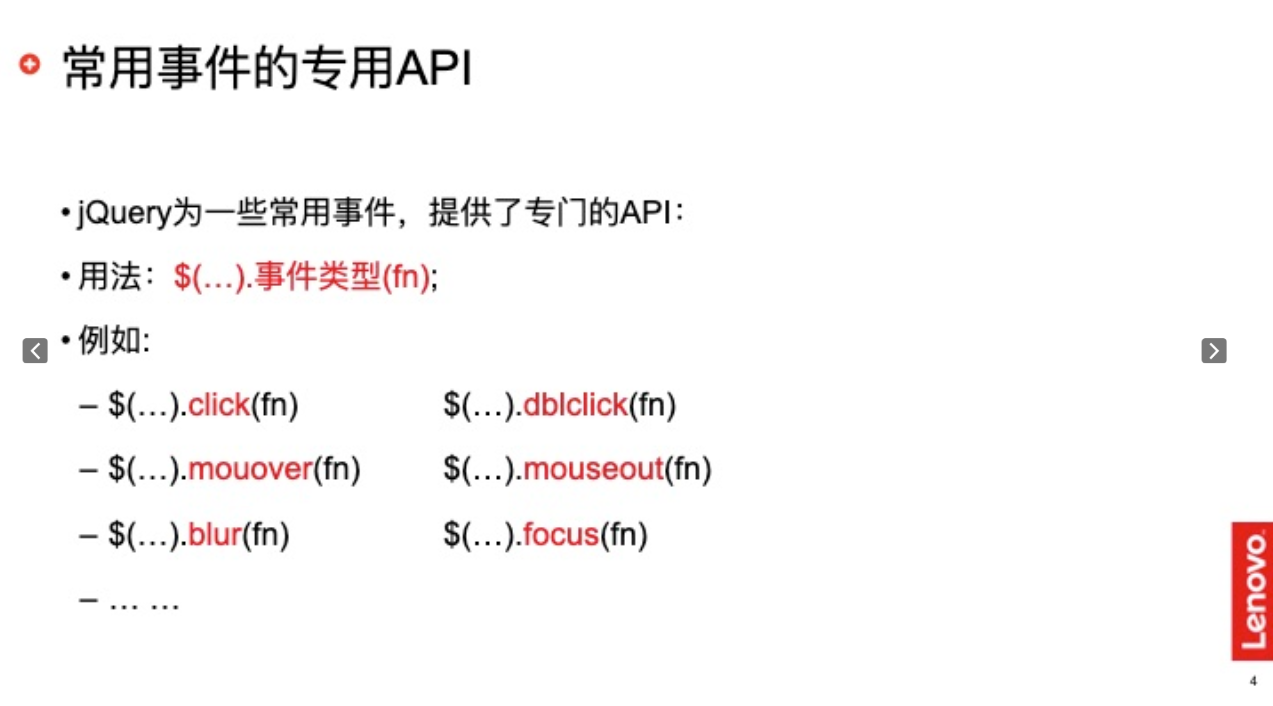 常用事件的专用API
•jQuery为一些常用事件，提供了专门的API：
•用法：$(…).事件类型(fn);
•例如:
– $(…).click(fn) $(…).dblclick(fn)
– $(…).mouover(fn) $(…).mouseout(fn)
– $(…).blur(fn) $(…).focus(fn)
– … …
Lenovo
4